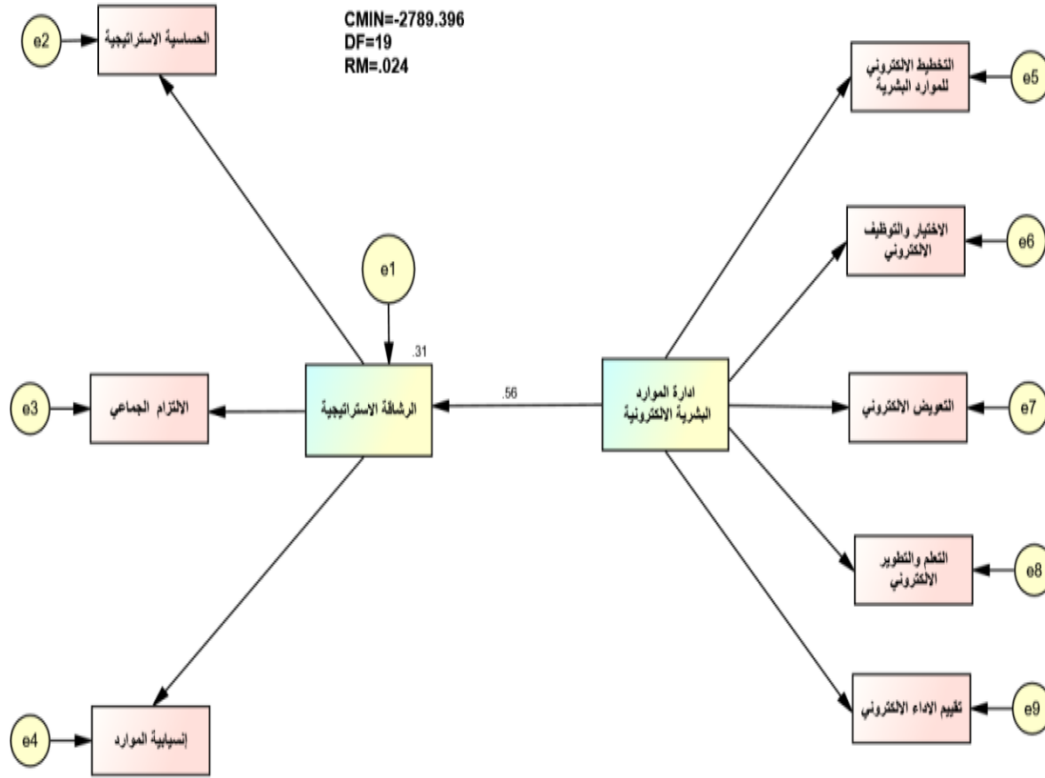 CMIN=-2789.396
DF=19
RM=.024
e2
الحساسية الاستراتيجية
التخطيط الالكتروني
للموارد البشرية
e5
الاختيار والتوظيف
الالكتروني
e6
e1
.31
.56
e3
الالتزام الجماعي
الرشاقة الاستراتيجية
ادارة الموارد
البشرية الالكترونية
التعويض الالكتروني
e7
التعلم والتطوير
الالكتروني
e8
e4
إنسيابية الموارد
تقييم الاداء الالكتروني
e9